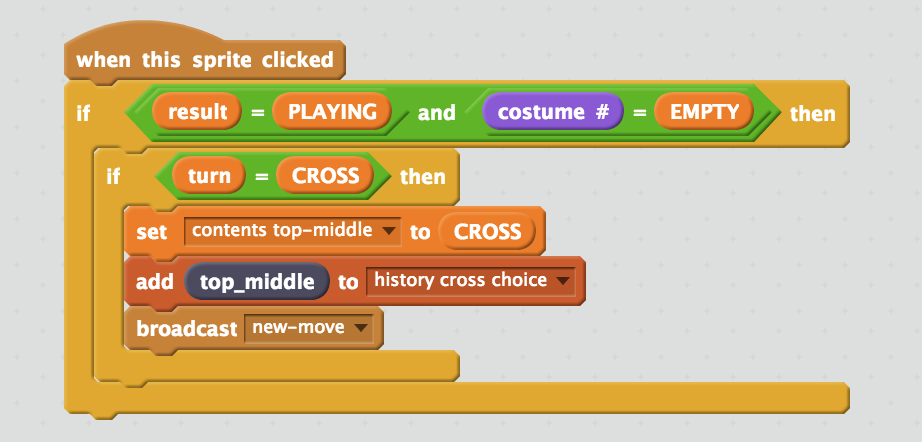 when this sprite clicked
if result = PLAYING and costume # = EMPTY then
if turn = CROSS then
set contents top-middle to CROSS
add top_middle to history cross choice
broadcast new-move